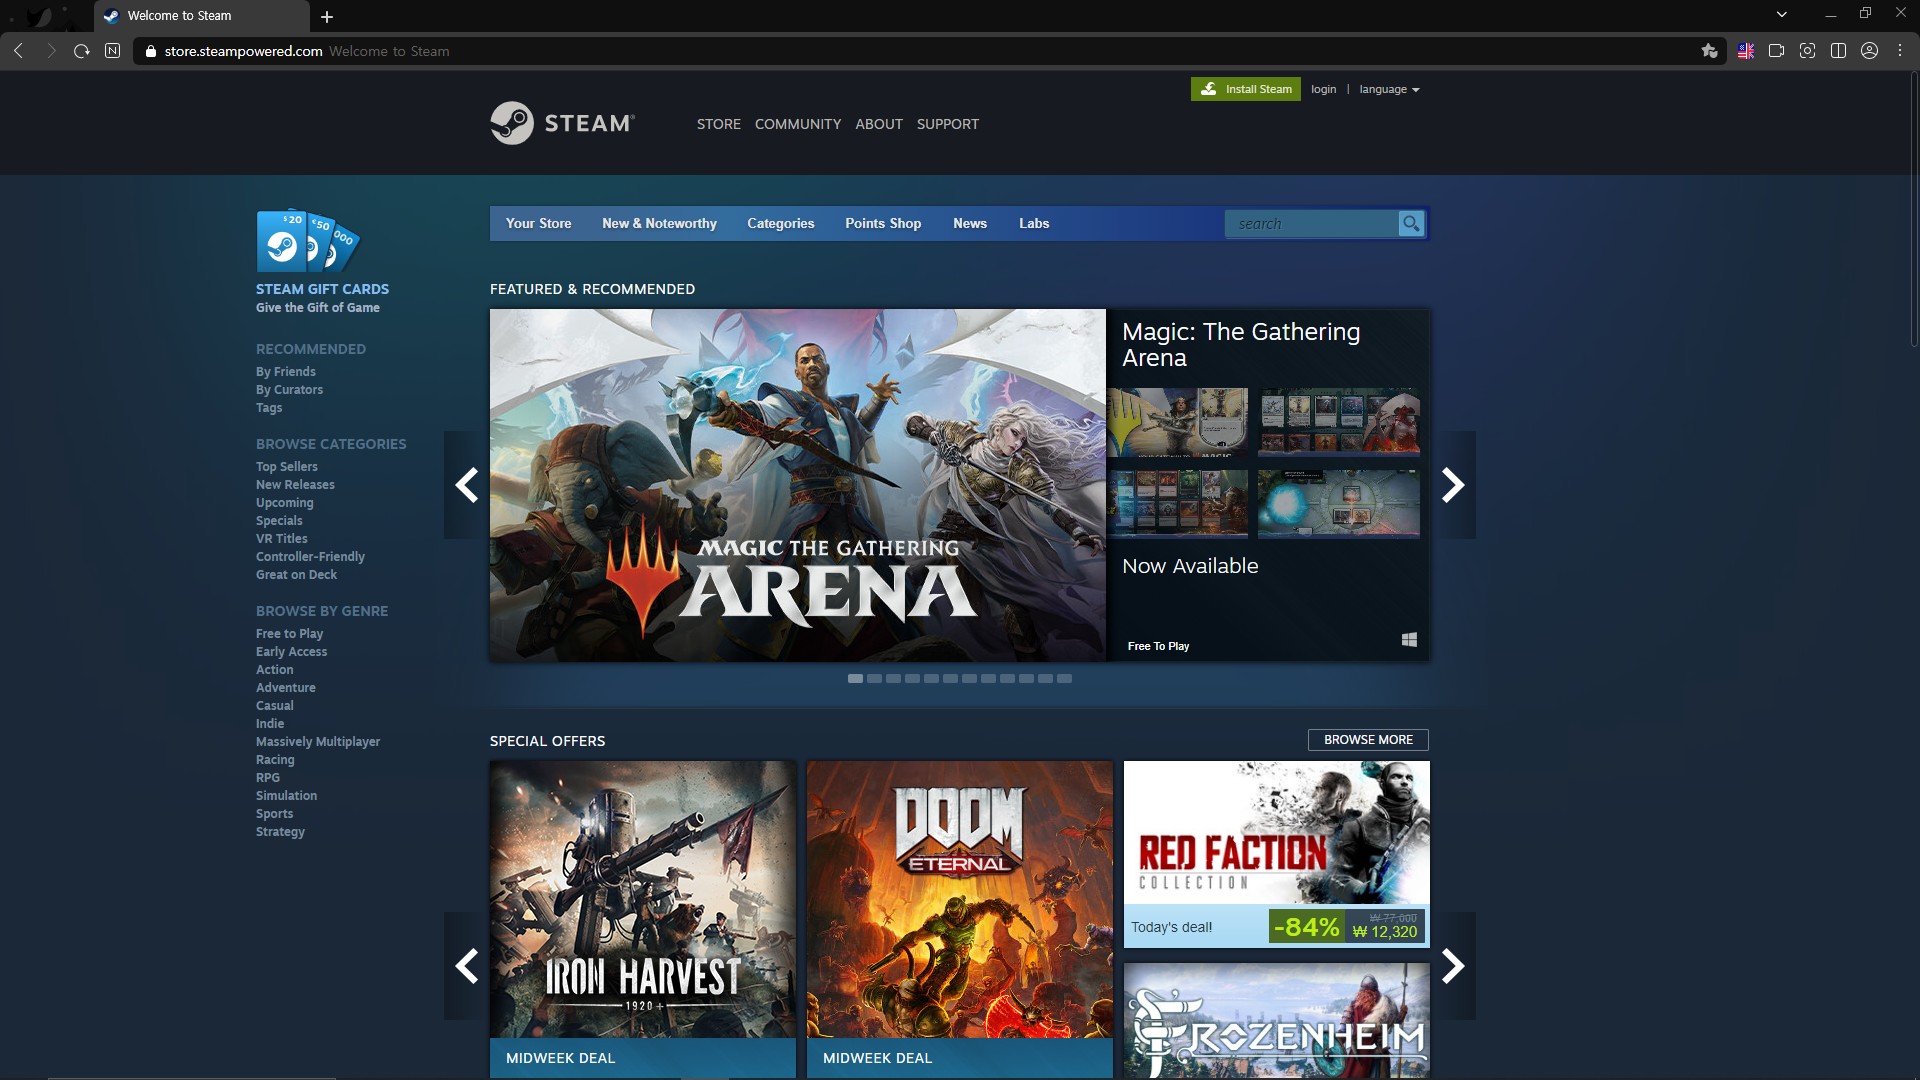 Welcome to Steam
store.steampowered.com Welcome to Steam
Install Steam login | language
STEAM®
STORE COMMUNITY ABOUT SUPPORT
$20
€50
000
STEAM GIFT CARDS
Give the Gift of Game
RECOMMENDED
By Friends
By Curators
Tags
BROWSE CATEGORIES
Top Sellers
New Releases
Upcoming
Specials
VR Titles
Controller-Friendly
Great on Deck
BROWSE BY GENRE
Free to Play
Early Access
Action
Adventure
Casual
Indie
Massively Multiplayer
Racing
RPG
Simulation
Sports
Strategy
Your Store New & Noteworthy Categories Points Shop News Labs search
FEATURED & RECOMMENDED
MAGIC THE GATHERING
ARENA
Magic: The Gathering
Arena
Now Available
Free To Play
SPECIAL OFFERS
BROWSE MORE
IRON HARVEST
1920+
MIDWEEK DEAL
DOOM
ETERNAL
MIDWEEK DEAL
RED FACTION
COLLECTION
Today's deal! -84% ₩ 77,000
₩ 12,320
FROZENHEIM